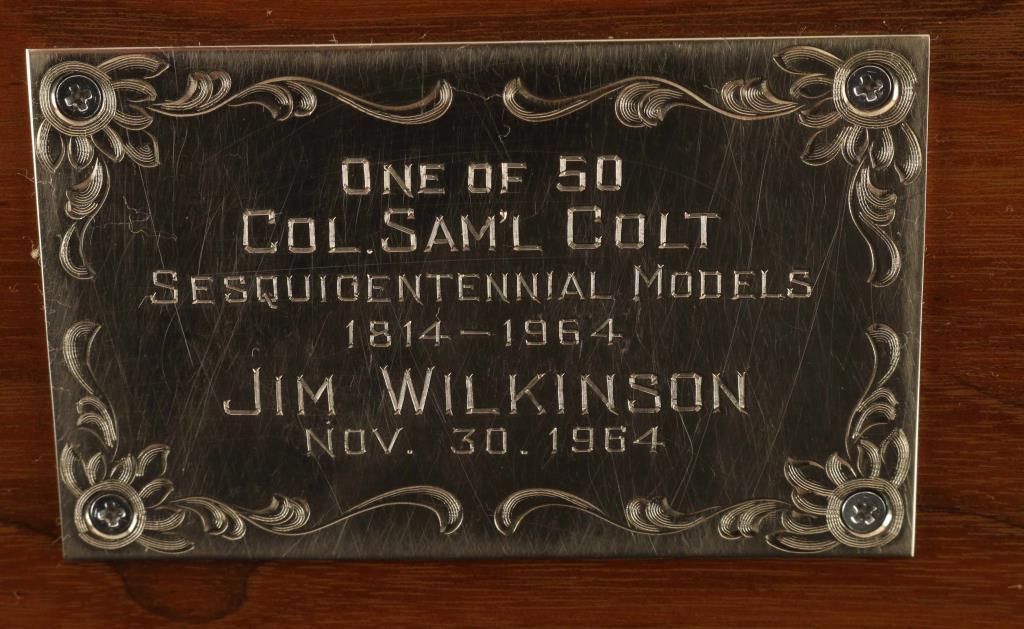 ONE OF 50
COL. SAM'L COLT
SESQUICENTENNIAL MODELS
1814-1964
JIM WILKINSON
NOV. 30. 1964